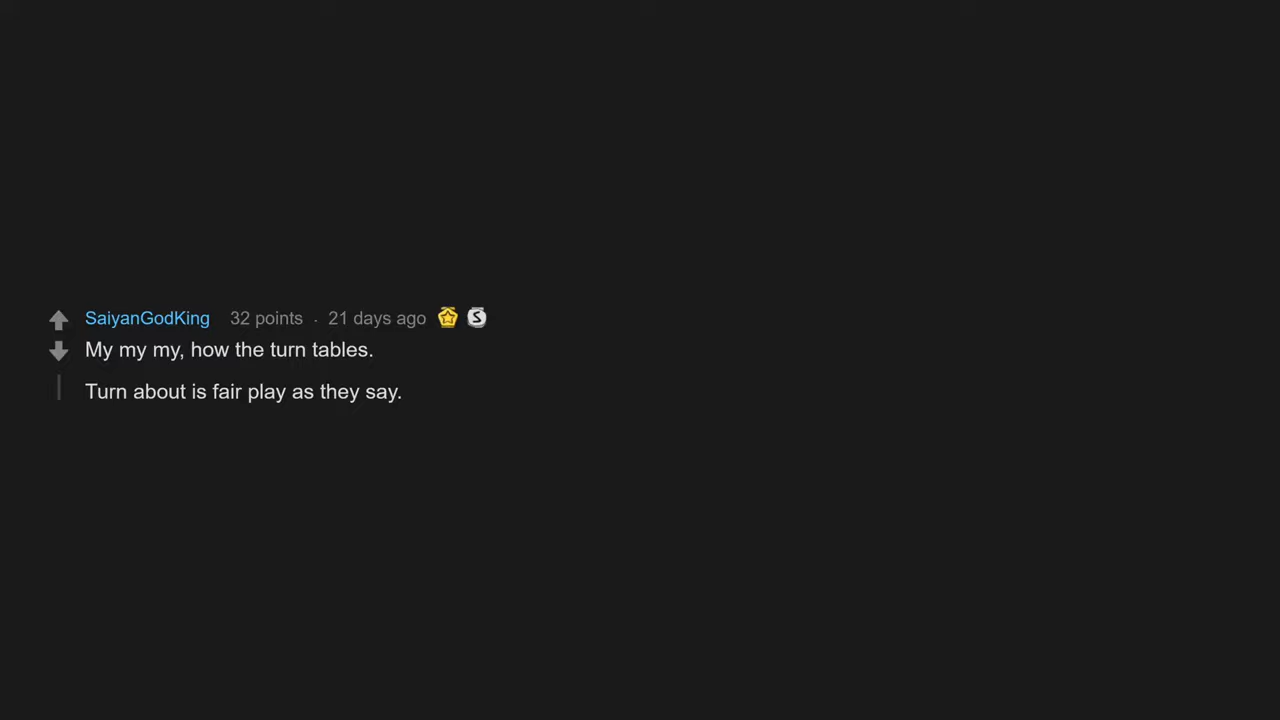 SaiyanGodKing 32 points . 21 days ago S
My my my, how the turn tables.
Turn about is fair play as they say.